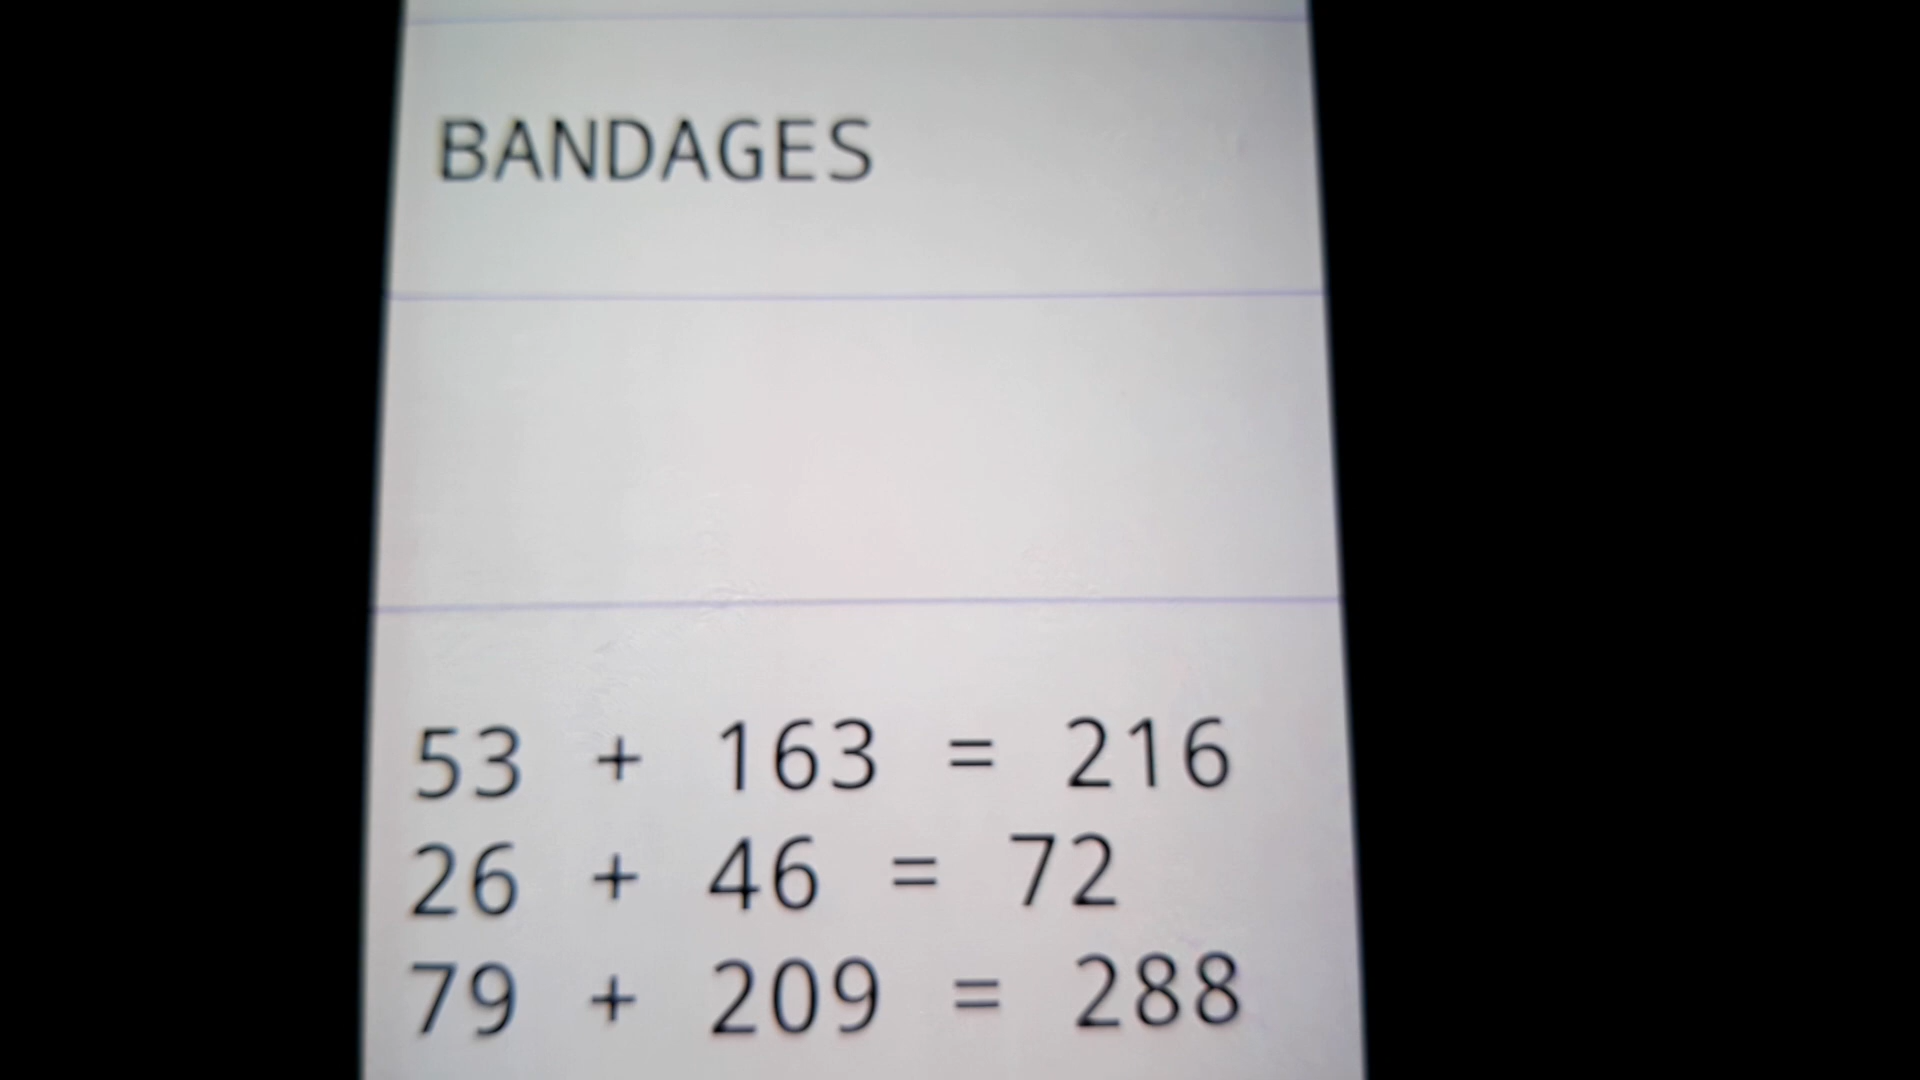 BANDAGES
53 + 163 = 216
26 + 46 = 72
79 + 209 = 288